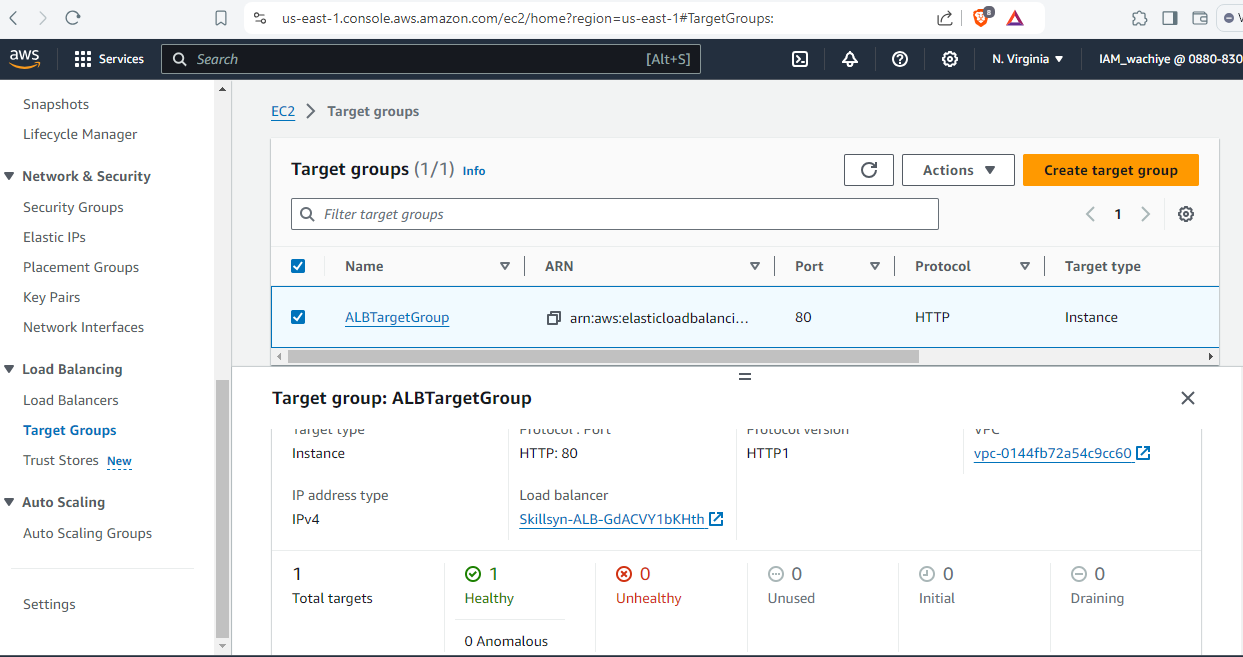 us-east-1.console.aws.amazon.com/ec2/home?region=us-east-1#TargetGroups:
8
aws
Services
Search
[Alt+S]
N. Virginia
IAM_wachiye @ 0880-830
Snapshots
Lifecycle Manager
Network & Security
Security Groups
Elastic IPs
Placement Groups
Key Pairs
Network Interfaces
Load Balancing
Load Balancers
Target Groups
Trust Stores New
Auto Scaling
Auto Scaling Groups
Settings
EC2 Target groups
Target groups (1/1) Info
Actions
Create target group
Filter target groups
1
Name ARN Port Protocol Target type
ALBTargetGroup arn:aws:elasticloadbalanci... 80 HTTP Instance
Target group: ALBTargetGroup
Target type Protocol : Port Protocol version VPC
Instance HTTP: 80 HTTP1 vpc-0144fb72a54c9cc60
IP address type Load balancer
IPv4 Skillsyn-ALB-GdACVY1bKHth
1 1 0 0 0 0
Total targets Healthy Unhealthy Unused Initial Draining
0 Anomalous